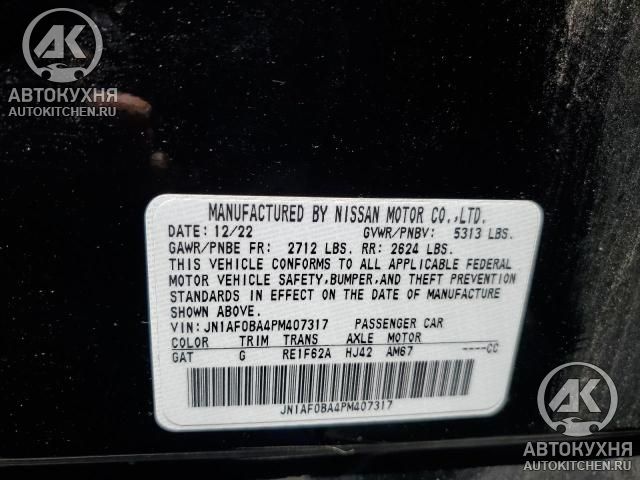 AK
АВТОКУХНЯ
AUTOKITCHEN.RU
MANUFACTURED BY NISSAN MOTOR CO.,LTD.
DATE: 12/22 GVWR/PNBV: 5313 LBS.
GAWR/PNBE FR: 2712 LBS. RR: 2624 LBS.
THIS VEHICLE CONFORMS TO ALL APPLICABLE FEDERAL
MOTOR VEHICLE SAFETY,BUMPER,AND THEFT PREVENTION
STANDARDS IN EFFECT ON THE DATE OF MANUFACTURE
SHOWN ABOVE.
VIN: JN1AF0BA4PM407317 PASSENGER CAR
COLOR TRIM TRANS AXLE MOTOR
GAT G RE1F62A HJ42 AM67 ----CC
JN1AF0BA4PM407317
AK
АВТОКУХНЯ
AUTOKITCHEN.RU